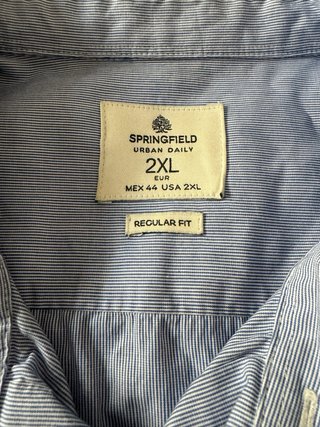 SPRINGFIELD
URBAN DAILY
2XL
EUR
MEX 44 USA 2XL
REGULAR FIT